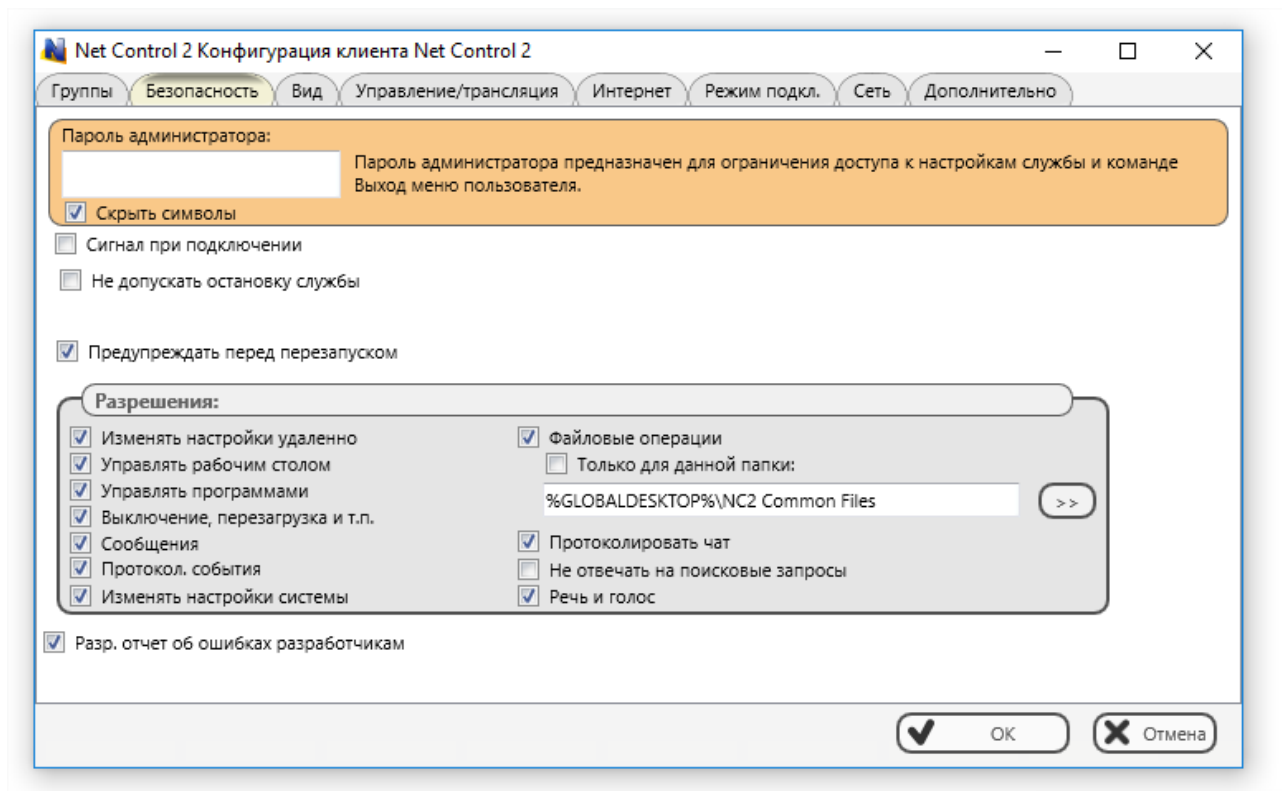 Net Control 2 Конфигурация клиента Net Control 2
Группы Безопасность Вид Управление/трансляция Интернет Режим подкл. Сеть Дополнительно
Пароль администратора:
Пароль администратора предназначен для ограничения доступа к настройкам службы и команде
Выход меню пользователя.
Скрыть символы
Сигнал при подключении
Не допускать остановку службы
Предупреждать перед перезапуском
Разрешения:
Изменять настройки удаленно
Управлять рабочим столом
Управлять программами
Выключение, перезагрузка и т.п.
Сообщения
Протокол. события
Изменять настройки системы
Файловые операции
Только для данной папки:
%GLOBALDESKTOP%\NC2 Common Files
>>
Протоколировать чат
Не отвечать на поисковые запросы
Речь и голос
Разр. отчет об ошибках разработчикам
OK
Отмена